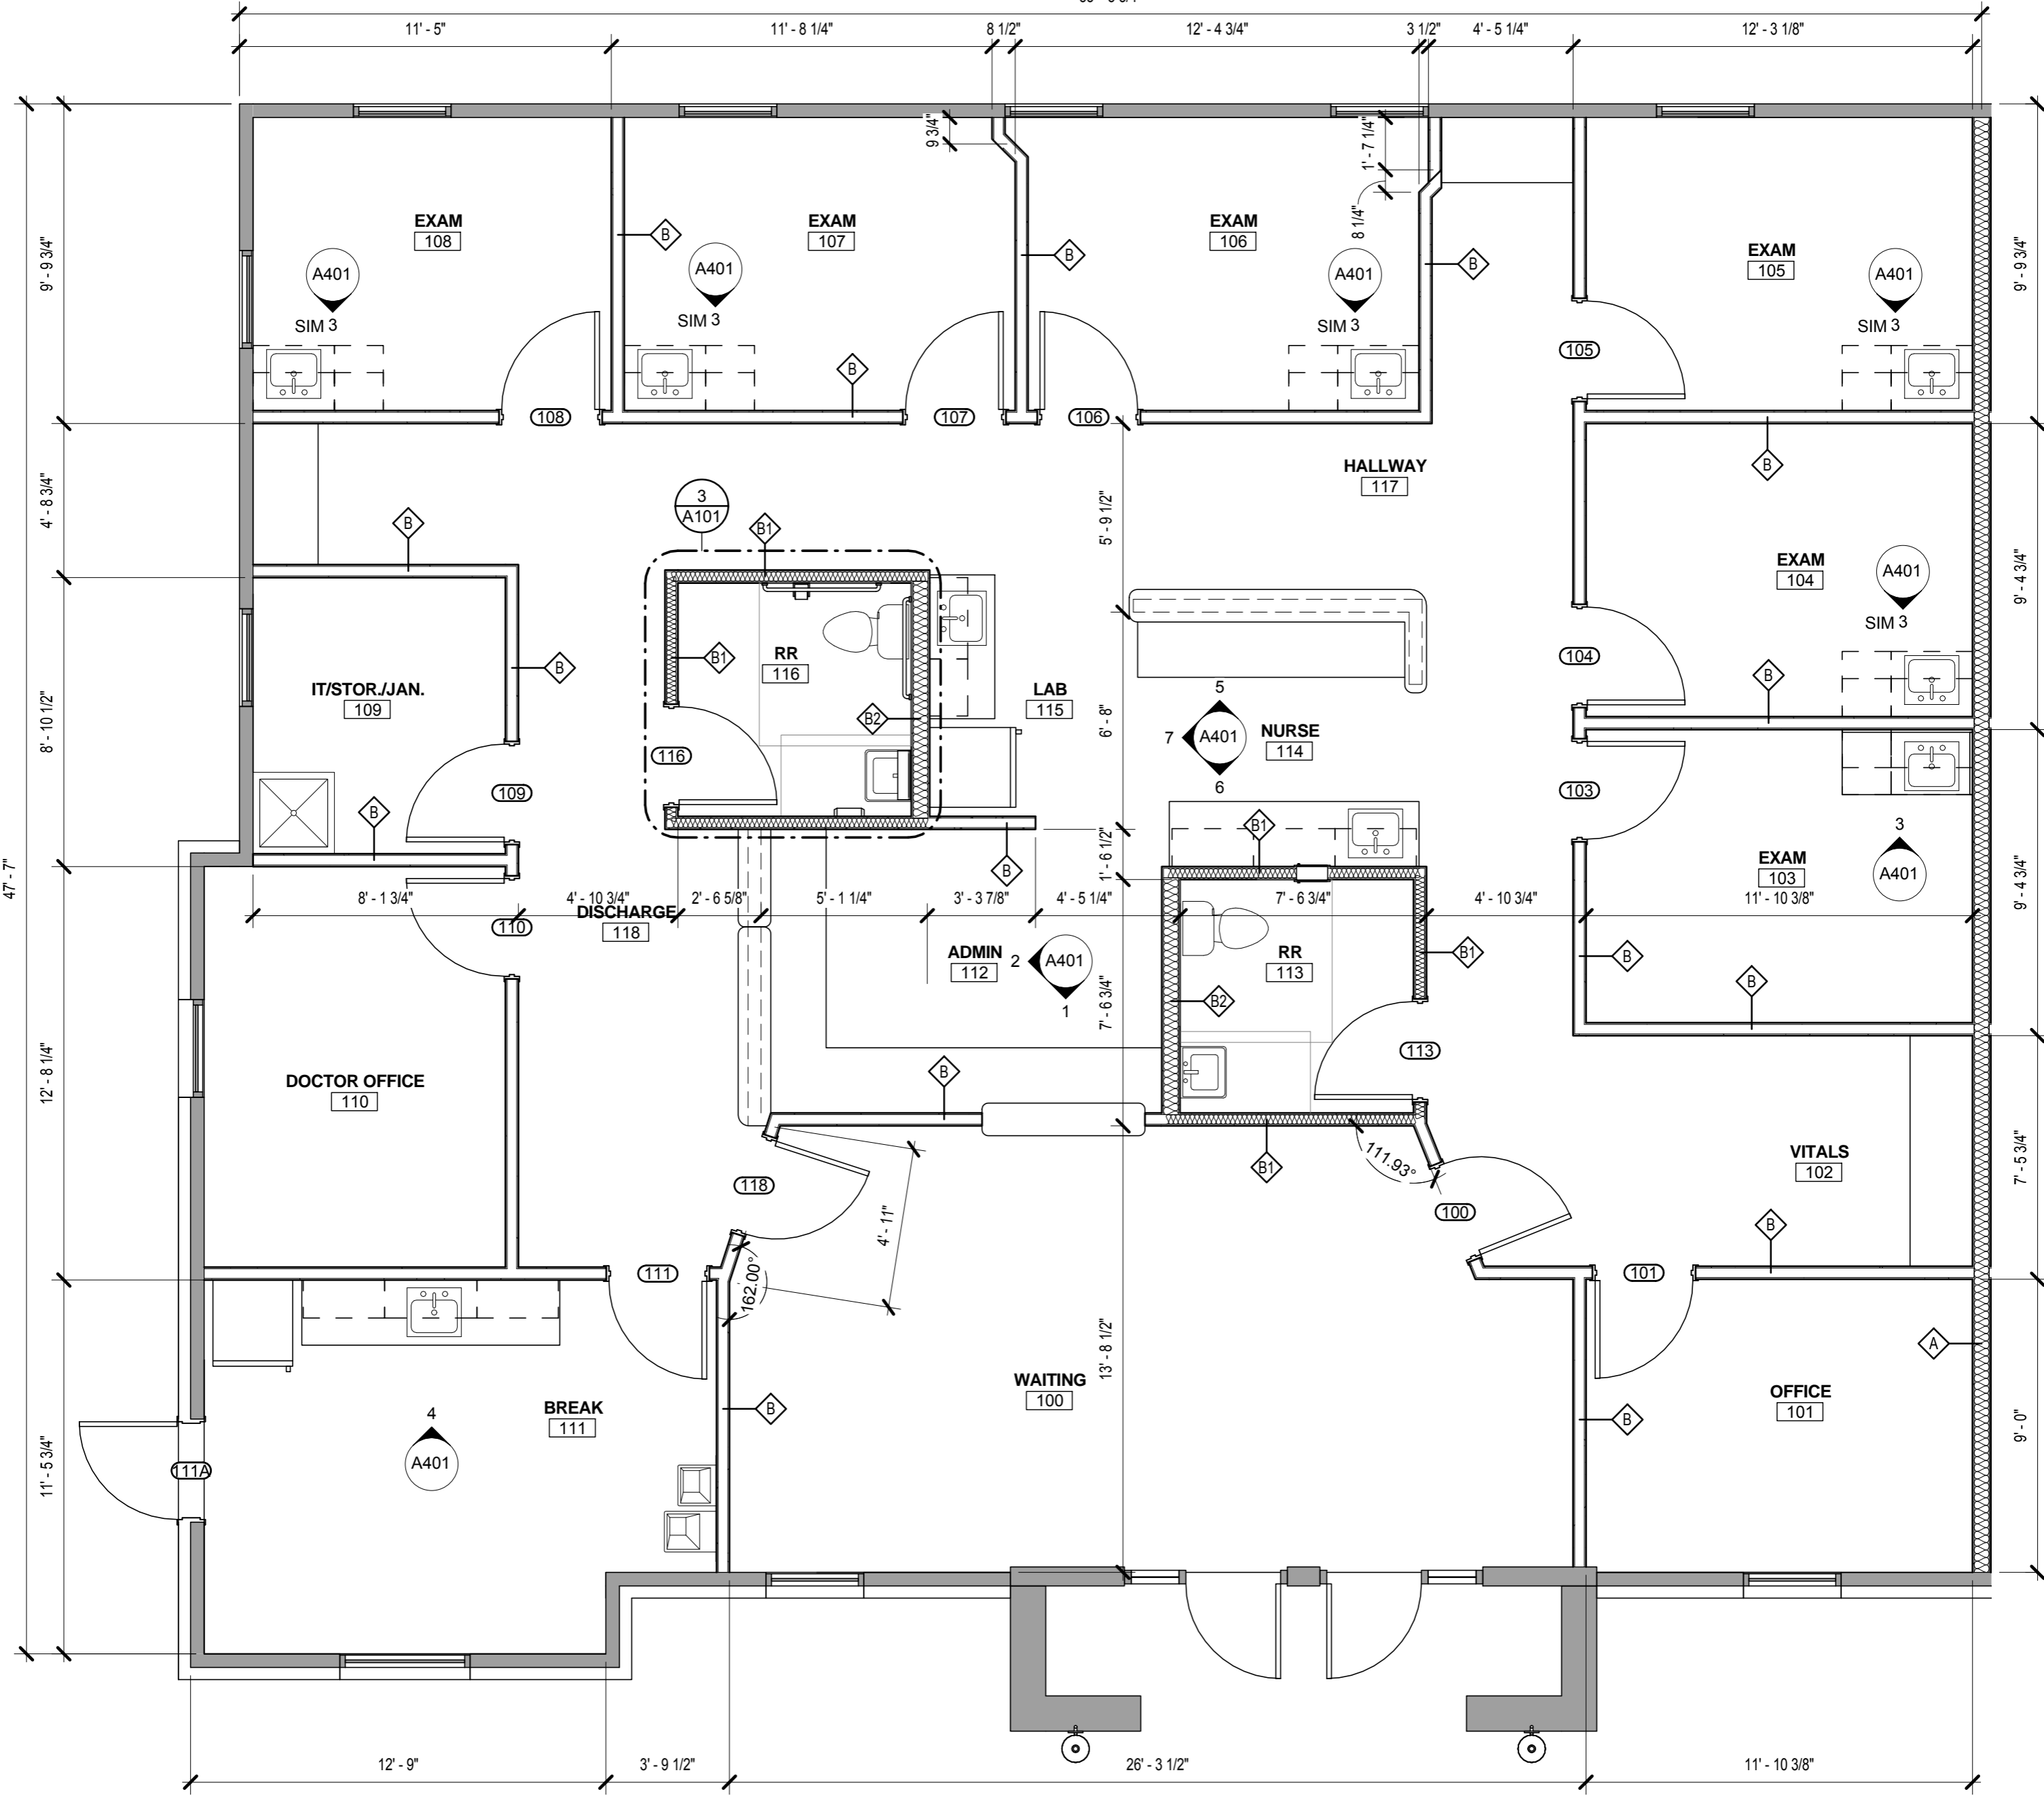 11' - 5"
11' - 8 1/4"
8 1/2"
12' - 4 3/4"
3 1/2"
4' - 5 1/4"
12' - 3 1/8"
9 3/4"
1' - 7 1/4"
8 1/4"
EXAM
108
EXAM
107
EXAM
106
EXAM
105
B
B
B
A401
SIM 3
A401
SIM 3
A401
SIM 3
A401
SIM 3
9' - 9 3/4"
9' - 9 3/4"
B
105
108
107
106
B
HALLWAY
117
4' - 8 3/4"
3
A101
B
B1
5' - 9 1/2"
EXAM
104
A401
SIM 3
9' - 4 3/4"
IT/STOR./JAN.
109
B
B1
RR
116
B2
LAB
115
6' - 8"
104
B
5
7
A401
6
NURSE
114
8' - 10 1/2"
116
109
B
103
B1
B
1' - 6 1/2"
3
A401
EXAM
103
9' - 4 3/4"
47' - 7"
8' - 1 3/4"
4' - 10 3/4"
2' - 6 5/8"
5' - 1 1/4"
3' - 3 7/8"
4' - 5 1/4"
7' - 6 3/4"
4' - 10 3/4"
11' - 10 3/8"
110
DISCHARGE
118
ADMIN
112
2
A401
1
RR
113
B1
B
B
B2
7' - 6 3/4"
113
12' - 8 1/4"
DOCTOR OFFICE
110
B
B1
111.93°
VITALS
102
7' - 5 3/4"
118
100
4' - 11"
B
111
162.00°
101
13' - 8 1/2"
A
WAITING
100
OFFICE
101
BREAK
111
B
B
4
A401
111A
11' - 5 3/4"
9' - 0"
12' - 9"
3' - 9 1/2"
26' - 3 1/2"
11' - 10 3/8"